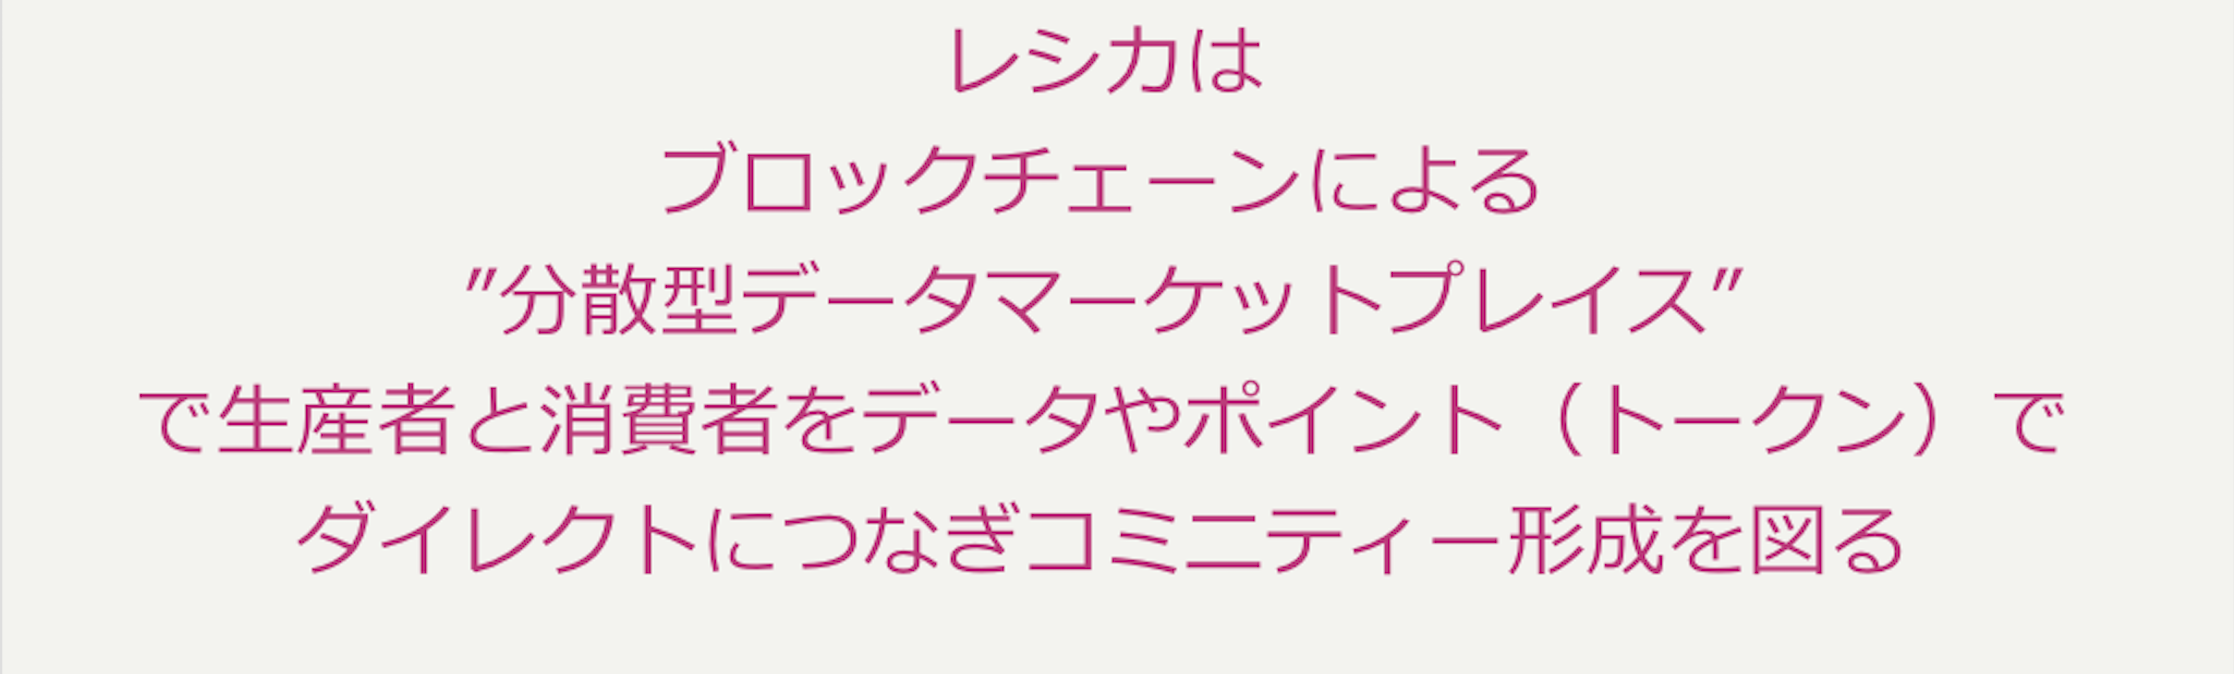 レシカは
ブロックチェーンによる
”分散型データマーケットプレイス”
で生産者と消費者をデータやポイント（トークン）で
ダイレクトにつなぎコミニティー形成を図る